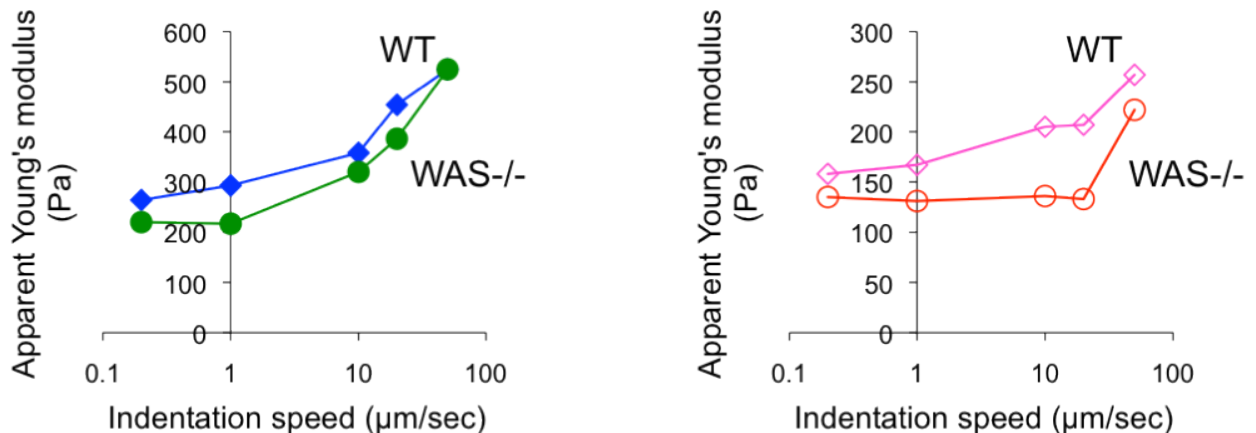 Apparent Young's modulus
(Pa)
600
500
400
300
200
100
0
WT
WAS-/-
0.1
1
10
100
Indentation speed (µm/sec)
Apparent Young's modulus
(Pa)
300
250
200
150
100
50
0
WT
WAS-/-
0.1
1
10
100
Indentation speed (µm/sec)